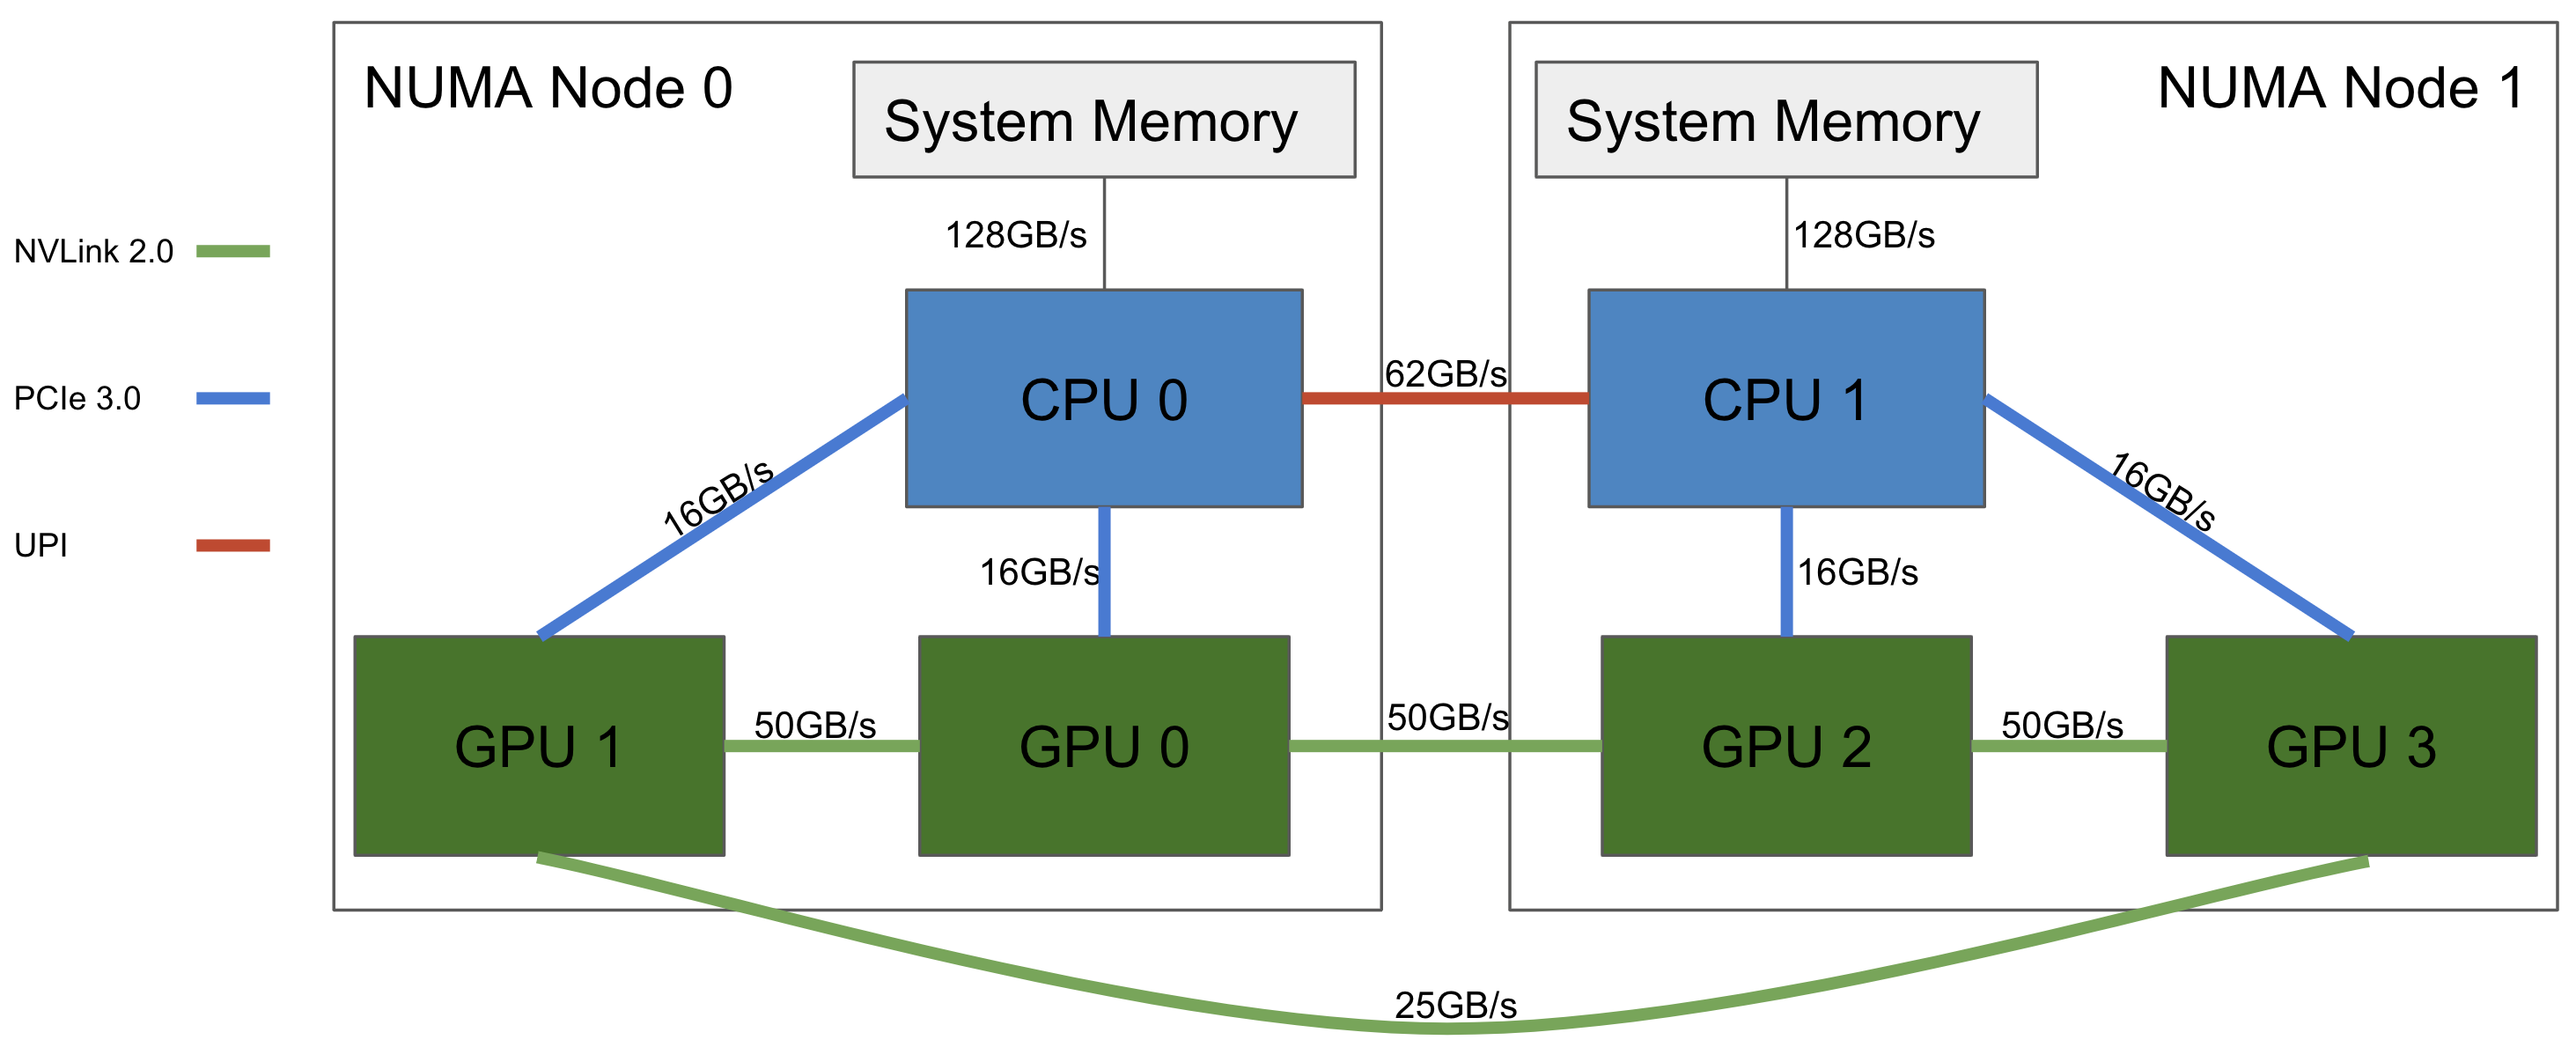 NUMA Node 0
System Memory
System Memory
NUMA Node 1
128GB/s
128GB/s
NVLink 2.0
PCIe 3.0
UPI
CPU 0
62GB/s
CPU 1
16GB/s
16GB/s
16GB/s
16GB/s
GPU 1
50GB/s
GPU 0
50GB/s
GPU 2
50GB/s
GPU 3
25GB/s